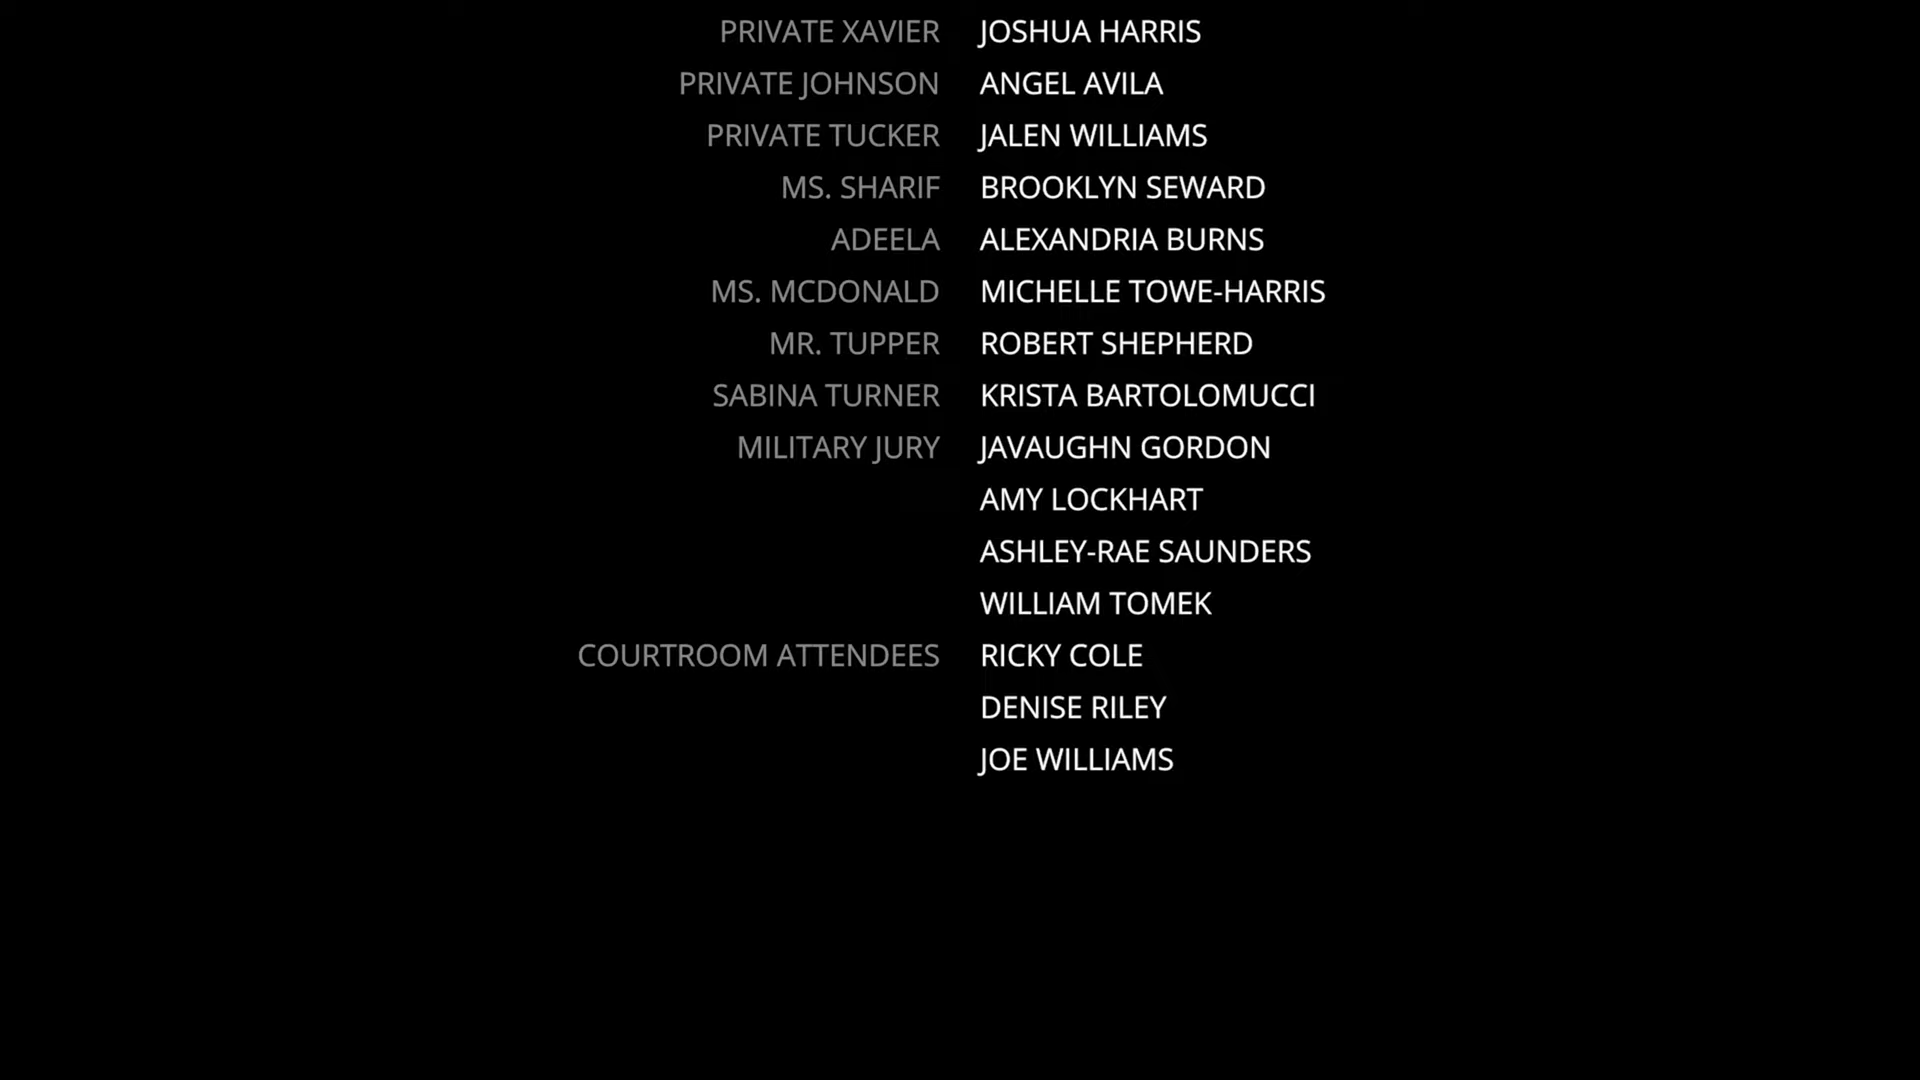 PRIVATE XAVIER JOSHUA HARRIS
PRIVATE JOHNSON ANGEL AVILA
PRIVATE TUCKER JALEN WILLIAMS
MS. SHARIF BROOKLYN SEWARD
ADEELA ALEXANDRIA BURNS
MS. MCDONALD MICHELLE TOWE-HARRIS
MR. TUPPER ROBERT SHEPHERD
SABINA TURNER KRISTA BARTOLOMUCCI
MILITARY JURY JAVAUGHN GORDON
AMY LOCKHART
ASHLEY-RAE SAUNDERS
WILLIAM TOMEK
COURTROOM ATTENDEES RICKY COLE
DENISE RILEY
JOE WILLIAMS